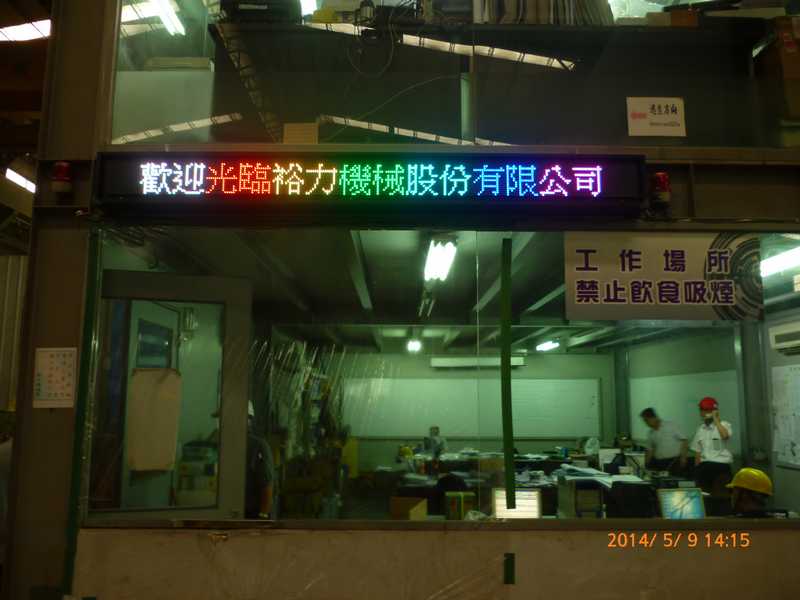 歡迎光臨裕力機械股份有限公司
工作場所
禁止飲食吸煙
2014/ 5/ 9 14:15